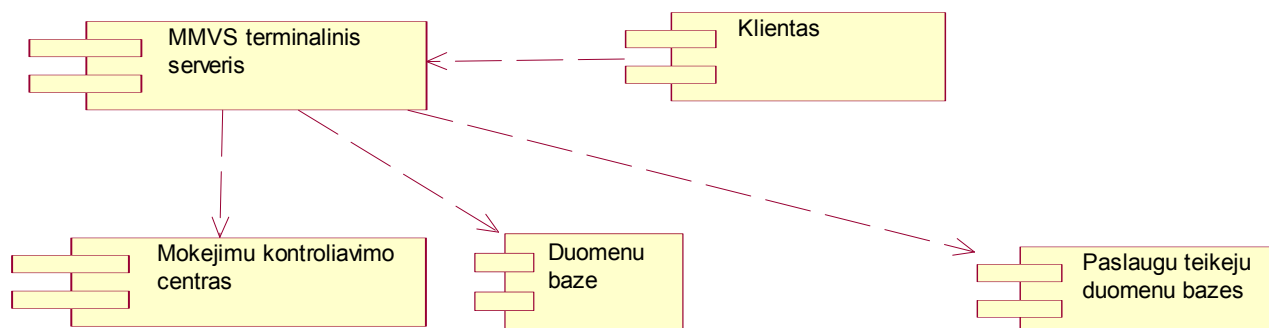 MMVS terminalinis
serveris
Klientas
Mokejimu kontroliavimo
centras
Duomenu
baze
Paslaugu teikeju
duomenu bazes